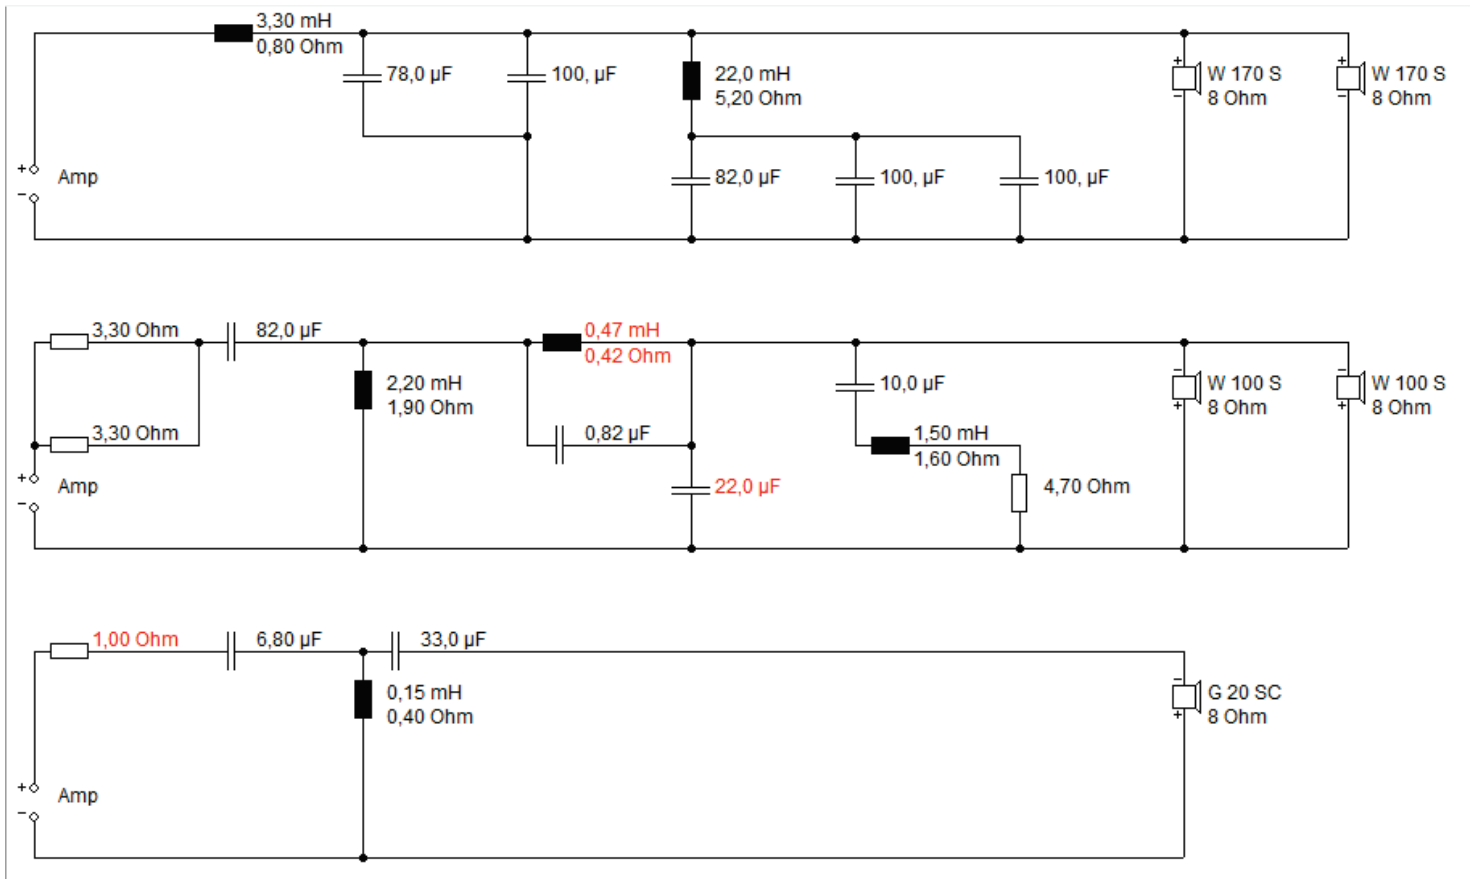 3,30 mH
0,80 Ohm
78,0 µF
100, µF
22,0 mH
5,20 Ohm
W 170 S
8 Ohm
W 170 S
8 Ohm
+
−
+
−
82,0 µF
100, µF
100, µF
+
−
Amp
3,30 Ohm
82,0 µF
0,47 mH
0,42 Ohm
2,20 mH
1,90 Ohm
10,0 µF
W 100 S
8 Ohm
W 100 S
8 Ohm
−
+
−
+
3,30 Ohm
0,82 µF
1,50 mH
1,60 Ohm
+
−
Amp
22,0 µF
4,70 Ohm
1,00 Ohm
6,80 µF
33,0 µF
0,15 mH
0,40 Ohm
−
+
G 20 SC
8 Ohm
+
−
Amp